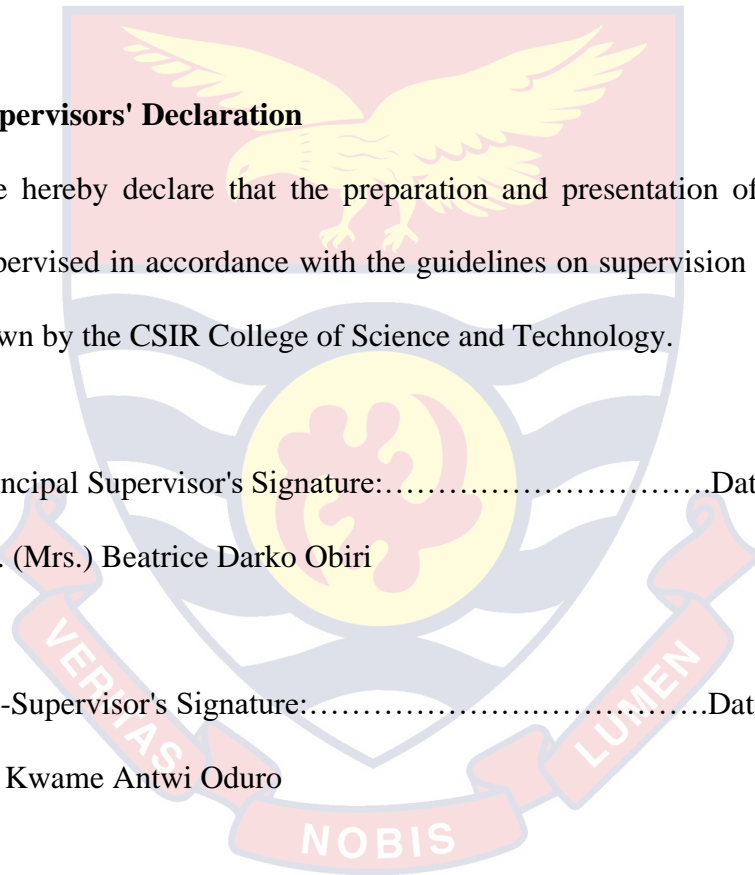 pervisors' Declaration
e hereby declare that the preparation and presentation of
pervised in accordance with the guidelines on supervision
wn by the CSIR College of Science and Technology.
ncipal Supervisor's Signature:………………………….Dat
. (Mrs.) Beatrice Darko Obiri
-Supervisor's Signature:………………….…………….Dat
Kwame Antwi Oduro
VERITAS NOBIS LUMEN